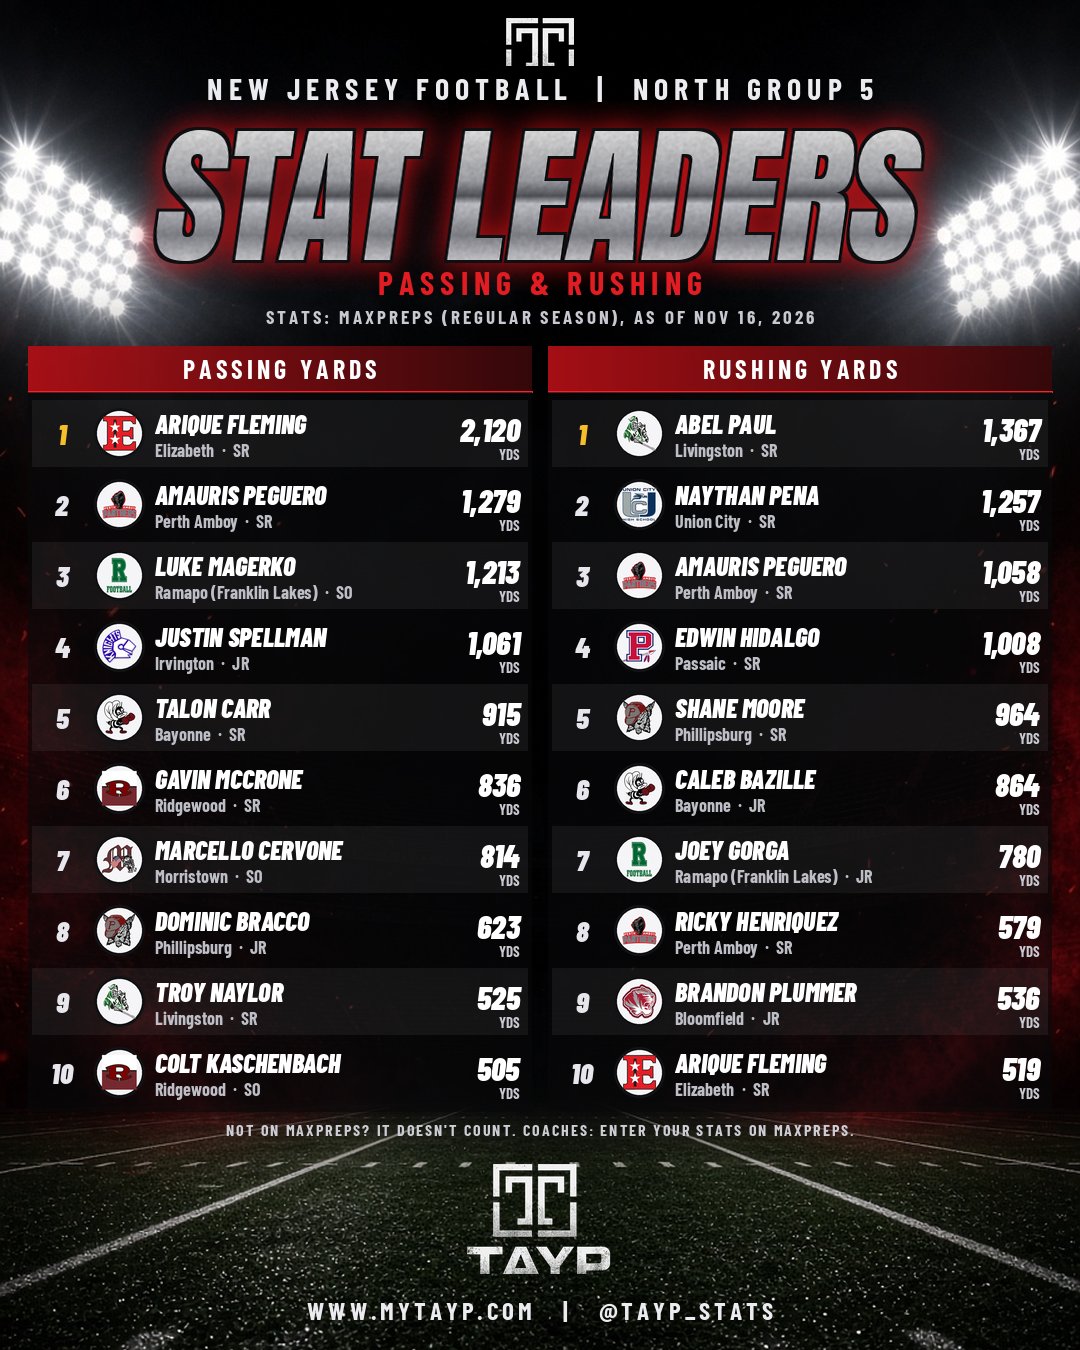 NEW JERSEY FOOTBALL | NORTH GROUP 5
STAT LEADERS
PASSING & RUSHING
STATS: MAXPREPS (REGULAR SEASON), AS OF NOV 16, 2026
PASSING YARDS
1 ARIQUE FLEMING 2,120
Elizabeth · SR YDS
2 AMAURIS PEGUERO 1,279
Perth Amboy · SR YDS
3 LUKE MAGERKO 1,213
Ramapo (Franklin Lakes) · SO YDS
4 JUSTIN SPELLMAN 1,061
Irvington · JR YDS
5 TALON CARR 915
Bayonne · SR YDS
6 GAVIN MCCRONE 836
Ridgewood · SR YDS
7 MARCELLO CERVONE 814
Morristown · SO YDS
8 DOMINIC BRACCO 623
Phillipsburg · JR YDS
9 TROY NAYLOR 525
Livingston · SR YDS
10 COLT KASCHENBACH 505
Ridgewood · SO YDS
RUSHING YARDS
1 ABEL PAUL 1,367
Livingston · SR YDS
2 NAYTHAN PENA 1,257
Union City · SR YDS
3 AMAURIS PEGUERO 1,058
Perth Amboy · SR YDS
4 EDWIN HIDALGO 1,008
Passaic · SR YDS
5 SHANE MOORE 964
Phillipsburg · SR YDS
6 CALEB BAZILLE 864
Bayonne · JR YDS
7 JOEY GORGA 780
Ramapo (Franklin Lakes) · JR YDS
8 RICKY HENRIQUEZ 579
Perth Amboy · SR YDS
9 BRANDON PLUMMER 536
Bloomfield · JR YDS
10 ARIQUE FLEMING 519
Elizabeth · SR YDS
NOT ON MAXPREPS? IT DOESN'T COUNT. COACHES: ENTER YOUR STATS ON MAXPREPS.
TAYP
WWW.MYTAYP.COM | @TAYP_STATS